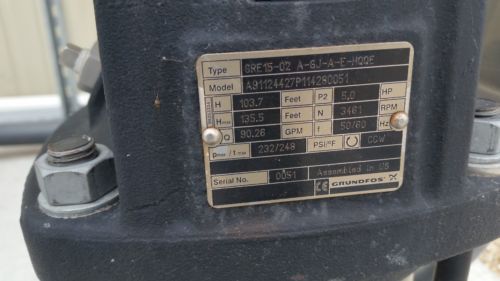 Type CRE15-02 A-GJ-A-E-HQQE
Model A91124427P114280051
H 103.7 Feet P2 5.0 HP
Hmax 135.5 Feet N 3461 RPM
Q 90.26 GPM f 50/60 Hz
pmax / tmax 232/248 PSI/°F CCW
Serial No. 0051 Assembled in US
CE GRUNDFOS